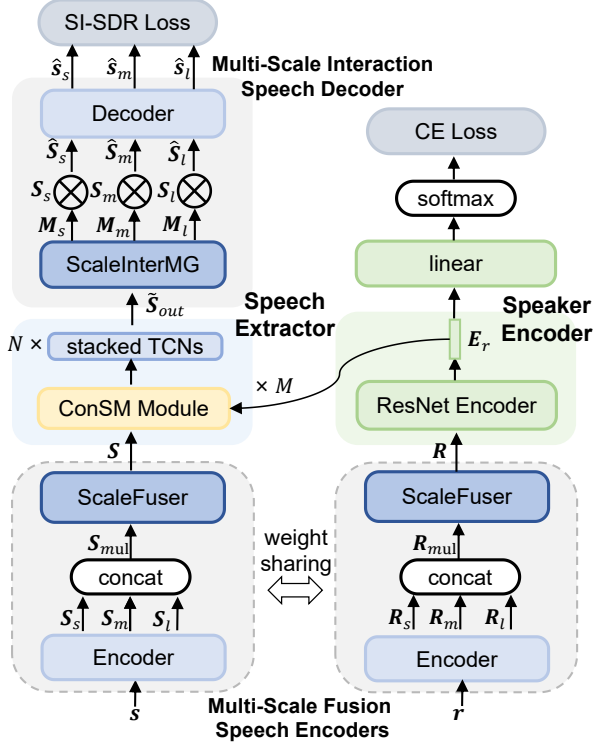 SI-SDR Loss
ŝ_s ŝ_m ŝ_l
Multi-Scale Interaction
Speech Decoder
Decoder
Ŝ_s Ŝ_m Ŝ_l
S_s S_m S_l
M_s M_m M_l
ScaleInterMG
S̃_out
Speech
Extractor
N × stacked TCNs
ConSM Module
× M
S
ScaleFuser
S_mul
concat
S_s S_m S_l
Encoder
s
CE Loss
softmax
linear
Speaker
Encoder
E_r
ResNet Encoder
R
ScaleFuser
R_mul
concat
R_s R_m R_l
Encoder
r
weight
sharing
Multi-Scale Fusion
Speech Encoders